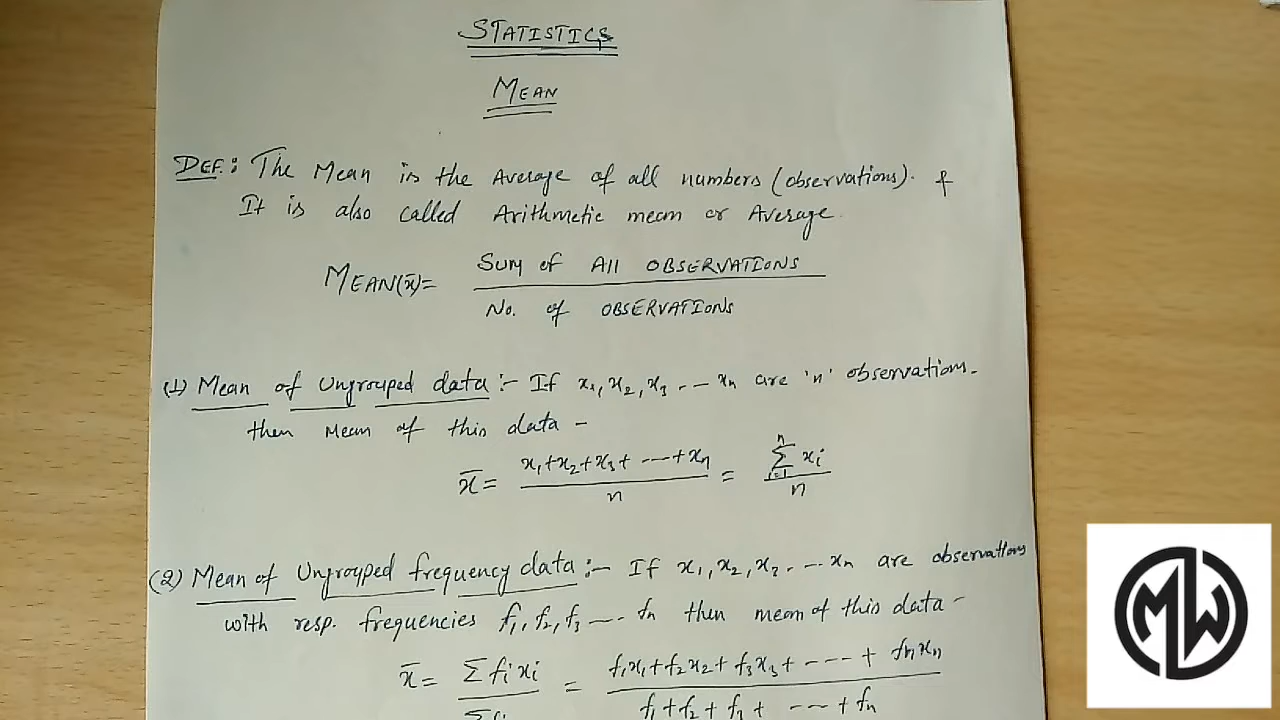 STATISTICS
MEAN
DEF.: The Mean is the Average of all numbers (observations). &
It is also called Arithmetic mean or Average.
MEAN(x̄)= Sum of All OBSERVATIONS
No. of OBSERVATIONS
(1) Mean of Ungrouped data :- If x₁, x₂, x₃ - -- xₙ are 'n' observations.
then Mean of this data -
x̄ = x₁+x₂+x₃+ ----+xₙ / n = Σⁿᵢ₌₁ xᵢ / n
(2) Mean of Ungrouped frequency data :- If x₁, x₂, x₃ - --- xₙ are observations
with resp. frequencies f₁, f₂, f₃ ---- fₙ then mean of this data -
x̄ = Σfᵢxᵢ = f₁x₁+f₂x₂+f₃x₃+ ----+ fₙxₙ
f₁+f₂+f₃+ ----+fₙ
MW